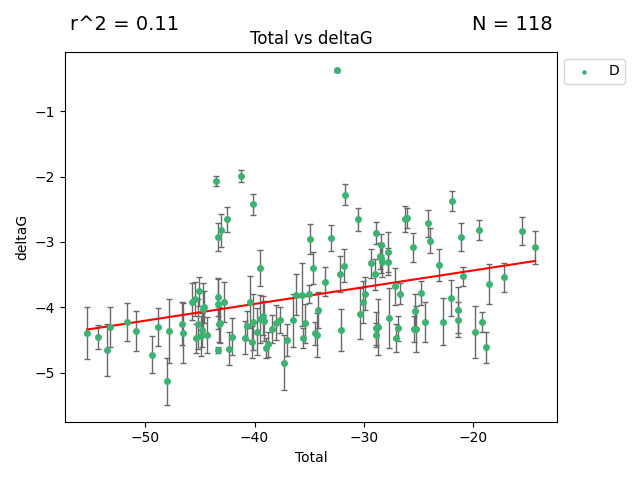 r^2 = 0.11
N = 118
Total vs deltaG
D
−1
−2
−3
−4
−5
deltaG
−50
−40
−30
−20
Total